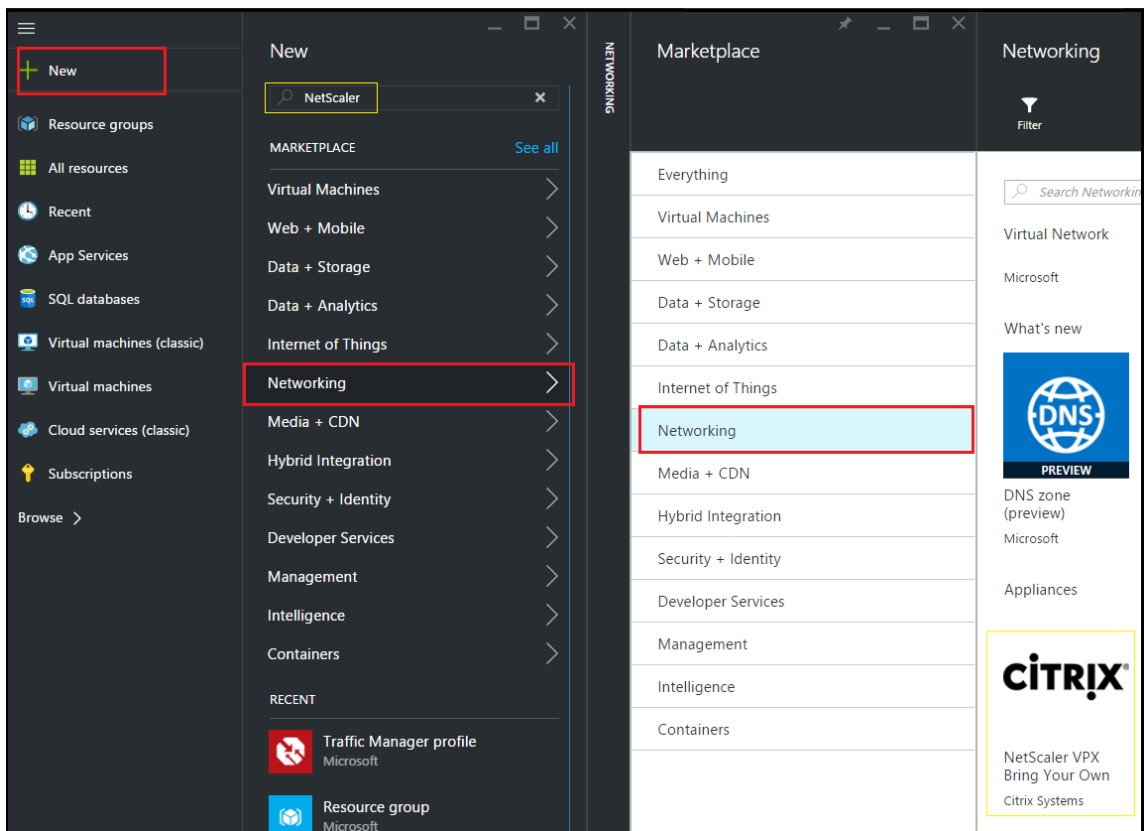 New
Resource groups
All resources
Recent
App Services
SQL databases
Virtual machines (classic)
Virtual machines
Cloud services (classic)
Subscriptions
Browse
New
NetScaler
MARKETPLACE
See all
Virtual Machines
Web + Mobile
Data + Storage
Data + Analytics
Internet of Things
Networking
Media + CDN
Hybrid Integration
Security + Identity
Developer Services
Management
Intelligence
Containers
RECENT
Traffic Manager profile
Microsoft
Resource group
Microsoft
NETWORKING
Marketplace
Everything
Virtual Machines
Web + Mobile
Data + Storage
Data + Analytics
Internet of Things
Networking
Media + CDN
Hybrid Integration
Security + Identity
Developer Services
Management
Intelligence
Containers
Networking
Filter
Search Networkin
Virtual Network
Microsoft
What's new
DNS
PREVIEW
DNS zone
(preview)
Microsoft
Appliances
CITRIX®
NetScaler VPX
Bring Your Own
Citrix Systems